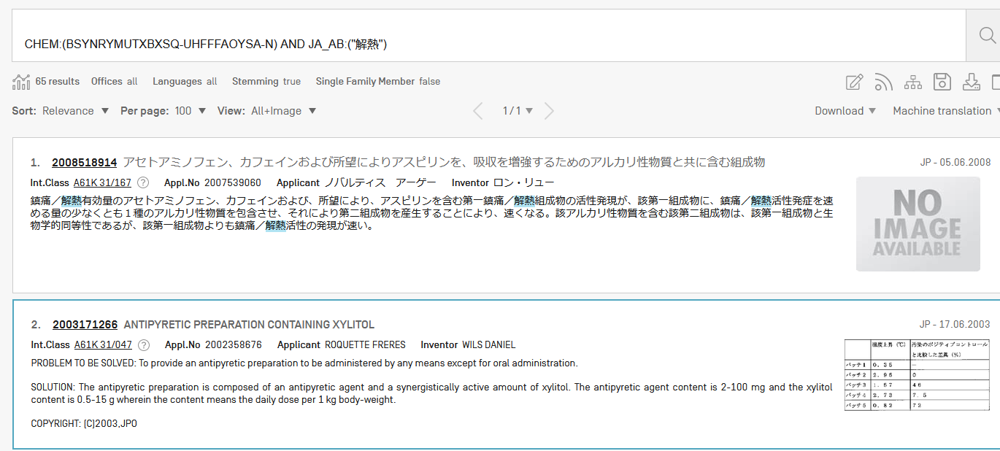 CHEM:(BSYNRYMUTXBXSQ-UHFFFAOYSA-N) AND JA_AB:("解熱")
65 results Offices all Languages all Stemming true Single Family Member false
Sort: Relevance Per page: 100 View: All+Image 1 / 1 Download Machine translation
1. 2008518914 アセトアミノフェン、カフェインおよび所望によりアスピリンを、吸収を増強するためのアルカリ性物質と共に含む組成物 JP - 05.06.2008
Int.Class A61K 31/167 ? Appl.No 2007539060 Applicant ノバルティス アーゲー Inventor ロン・リュー
鎮痛／解熱有効量のアセトアミノフェン、カフェインおよび、所望により、アスピリンを含む第一鎮痛／解熱組成物の活性発現が、該第一組成物に、鎮痛／解熱活性発症を速
める量の少なくとも１種のアルカリ性物質を包含させ、それにより第二組成物を産生することにより、速くなる。該アルカリ性物質を含む該第二組成物は、該第一組成物と生
物学的同等性であるが、該第一組成物よりも鎮痛／解熱活性の発現が速い。
NO
IMAGE
AVAILABLE
2. 2003171266 ANTIPYRETIC PREPARATION CONTAINING XYLITOL JP - 17.06.2003
Int.Class A61K 31/047 ? Appl.No 2002358676 Applicant ROQUETTE FRERES Inventor WILS DANIEL
PROBLEM TO BE SOLVED: To provide an antipyretic preparation to be administered by any means except for oral administration.
SOLUTION: The antipyretic preparation is composed of an antipyretic agent and a synergistically active amount of xylitol. The antipyretic agent content is 2-100 mg and the xylitol
content is 0.5-15 g wherein the content means the daily dose per 1 kg body-weight.
COPYRIGHT: (C)2003,JPO
温度上昇 (℃) 汚染のポジティブコントロール
と比較した差異 (%)
バッチ1 0.35 −
バッチ2 2.95 0
バッチ3 1.57 46
バッチ4 2.73 7.5
バッチ5 0.82 72